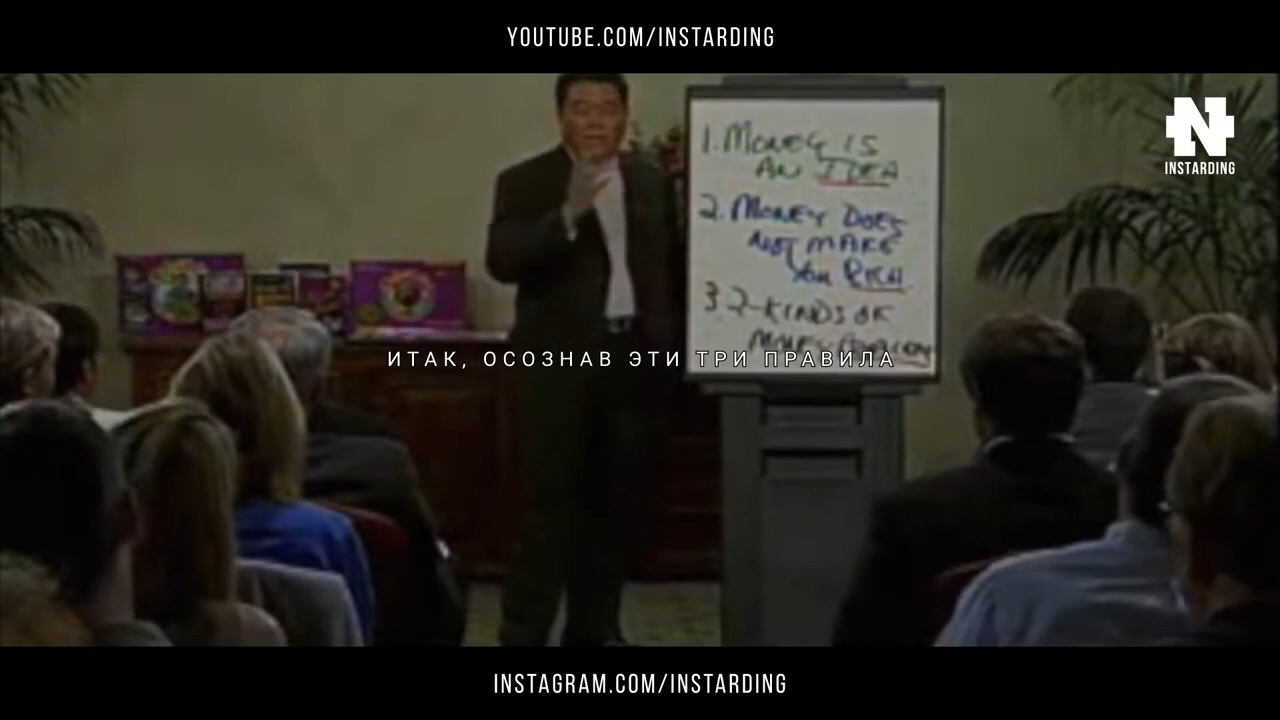 YOUTUBE.COM/INSTARDING
N
INSTARDING
1. MONEY IS
AN IDEA
2. MONEY DOES
NOT MAKE
YOU RICH
3. 2-KINDS OF
MONEY
ИТАК, ОСОЗНАВ ЭТИ ТРИ ПРАВИЛА
INSTAGRAM.COM/INSTARDING